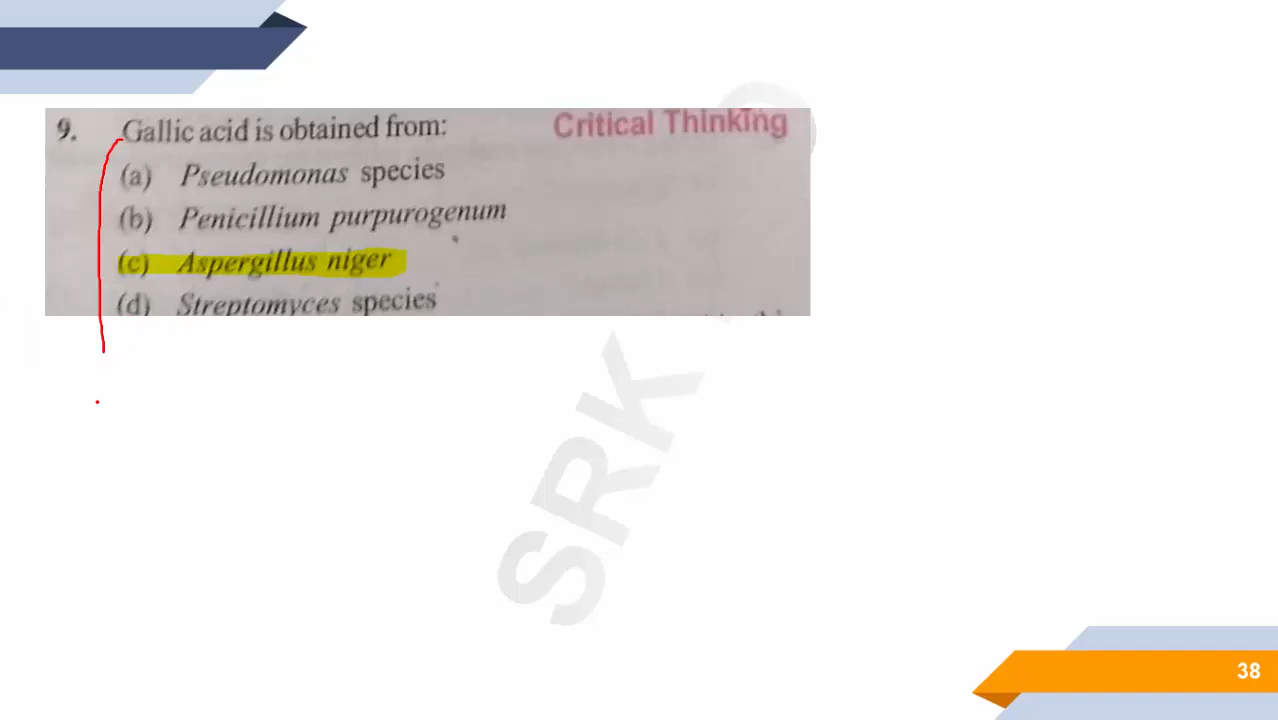 9. Gallic acid is obtained from: Critical Thinking
(a) Pseudomonas species
(b) Penicillium purpurogenum
(c) Aspergillus niger
(d) Streptomyces species
SRK
38